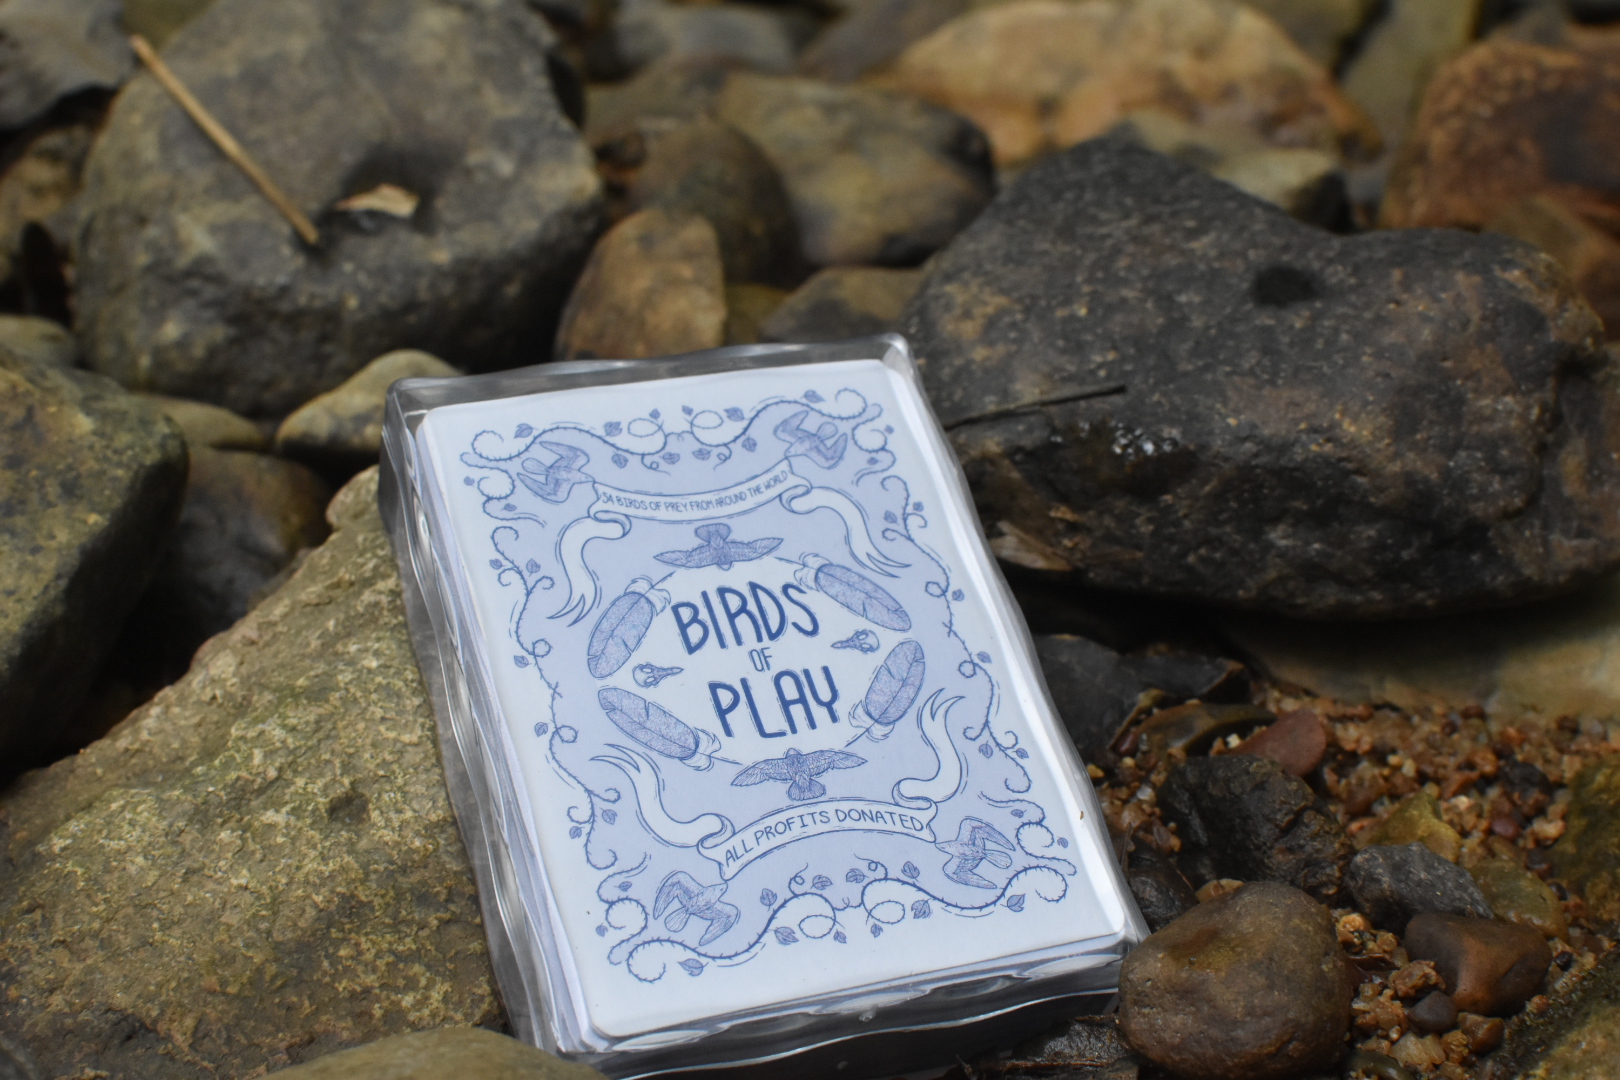 54 BIRDS OF PREY FROM AROUND THE WORLD
BIRDS
OF
PLAY
ALL PROFITS DONATED